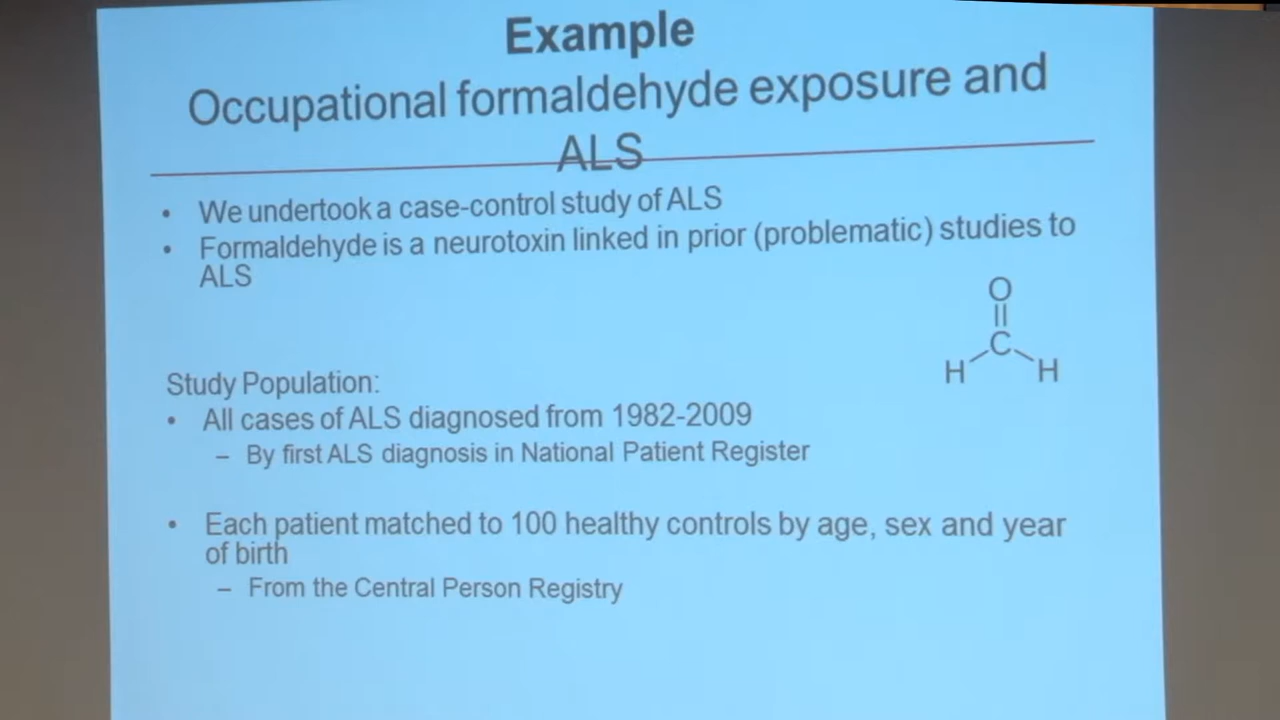 Example
Occupational formaldehyde exposure and
ALS
• We undertook a case-control study of ALS
• Formaldehyde is a neurotoxin linked in prior (problematic) studies to
ALS
O
C
H H
Study Population:
• All cases of ALS diagnosed from 1982-2009
– By first ALS diagnosis in National Patient Register
• Each patient matched to 100 healthy controls by age, sex and year
of birth
– From the Central Person Registry